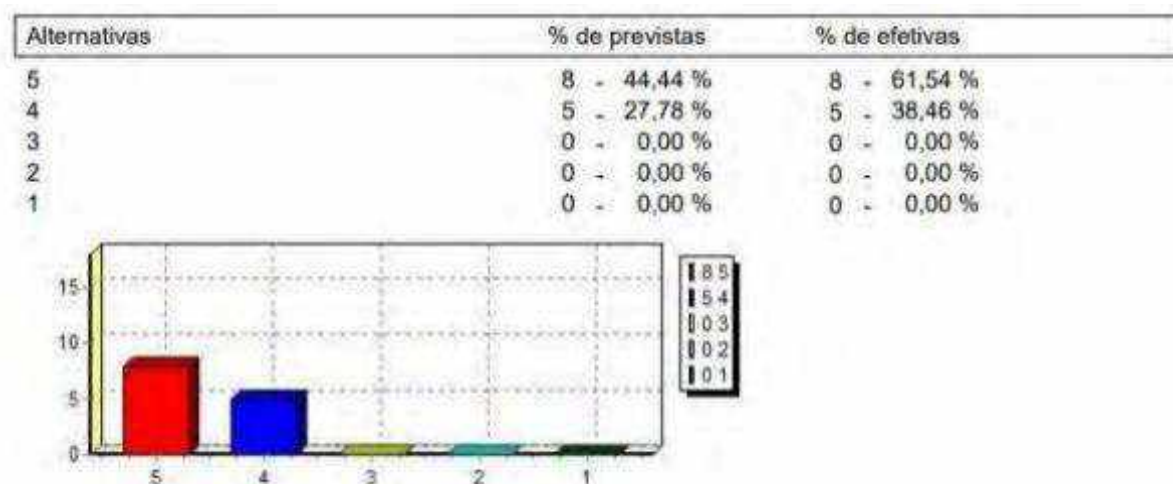 Alternativas % de previstas % de efetivas
5 8 - 44,44 % 8 - 61,54 %
4 5 - 27,78 % 5 - 38,46 %
3 0 - 0,00 % 0 - 0,00 %
2 0 - 0,00 % 0 - 0,00 %
1 0 - 0,00 % 0 - 0,00 %
15
10
5
0
5 4 3 2 1
8 5
5 4
0 3
0 2
0 1